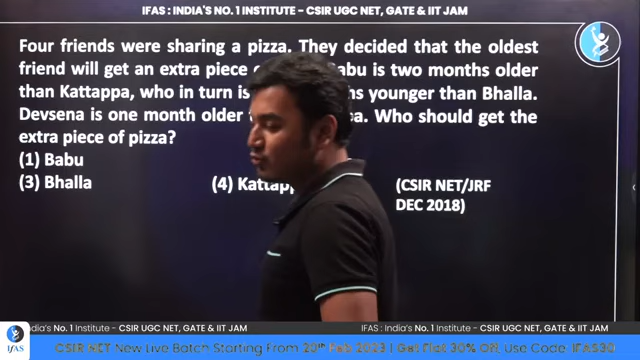 IFAS: INDIA'S NO. 1 INSTITUTE - CSIR UGC NET, GATE & IIT JAM
Four friends were sharing a pizza. They decided that the oldest
friend will get an extra piece Babu is two months older
than Kattappa, who in turn is younger than Bhalla.
Devsena is one month older Who should get the
extra piece of pizza?
(1) Babu
(3) Bhalla (4) (CSIR NET/JRF
DEC 2018)
India's No. 1 Institute - CSIR UGC NET, GATE & IIT JAM IFAS : India's No. 1 Institute - CSIR UGC NET, GATE & IIT JAM
iFAS CSIR NET New Live Batch Starting From 20th Feb 2023 | Get Flat 30% Off, Use Code: IFAS30